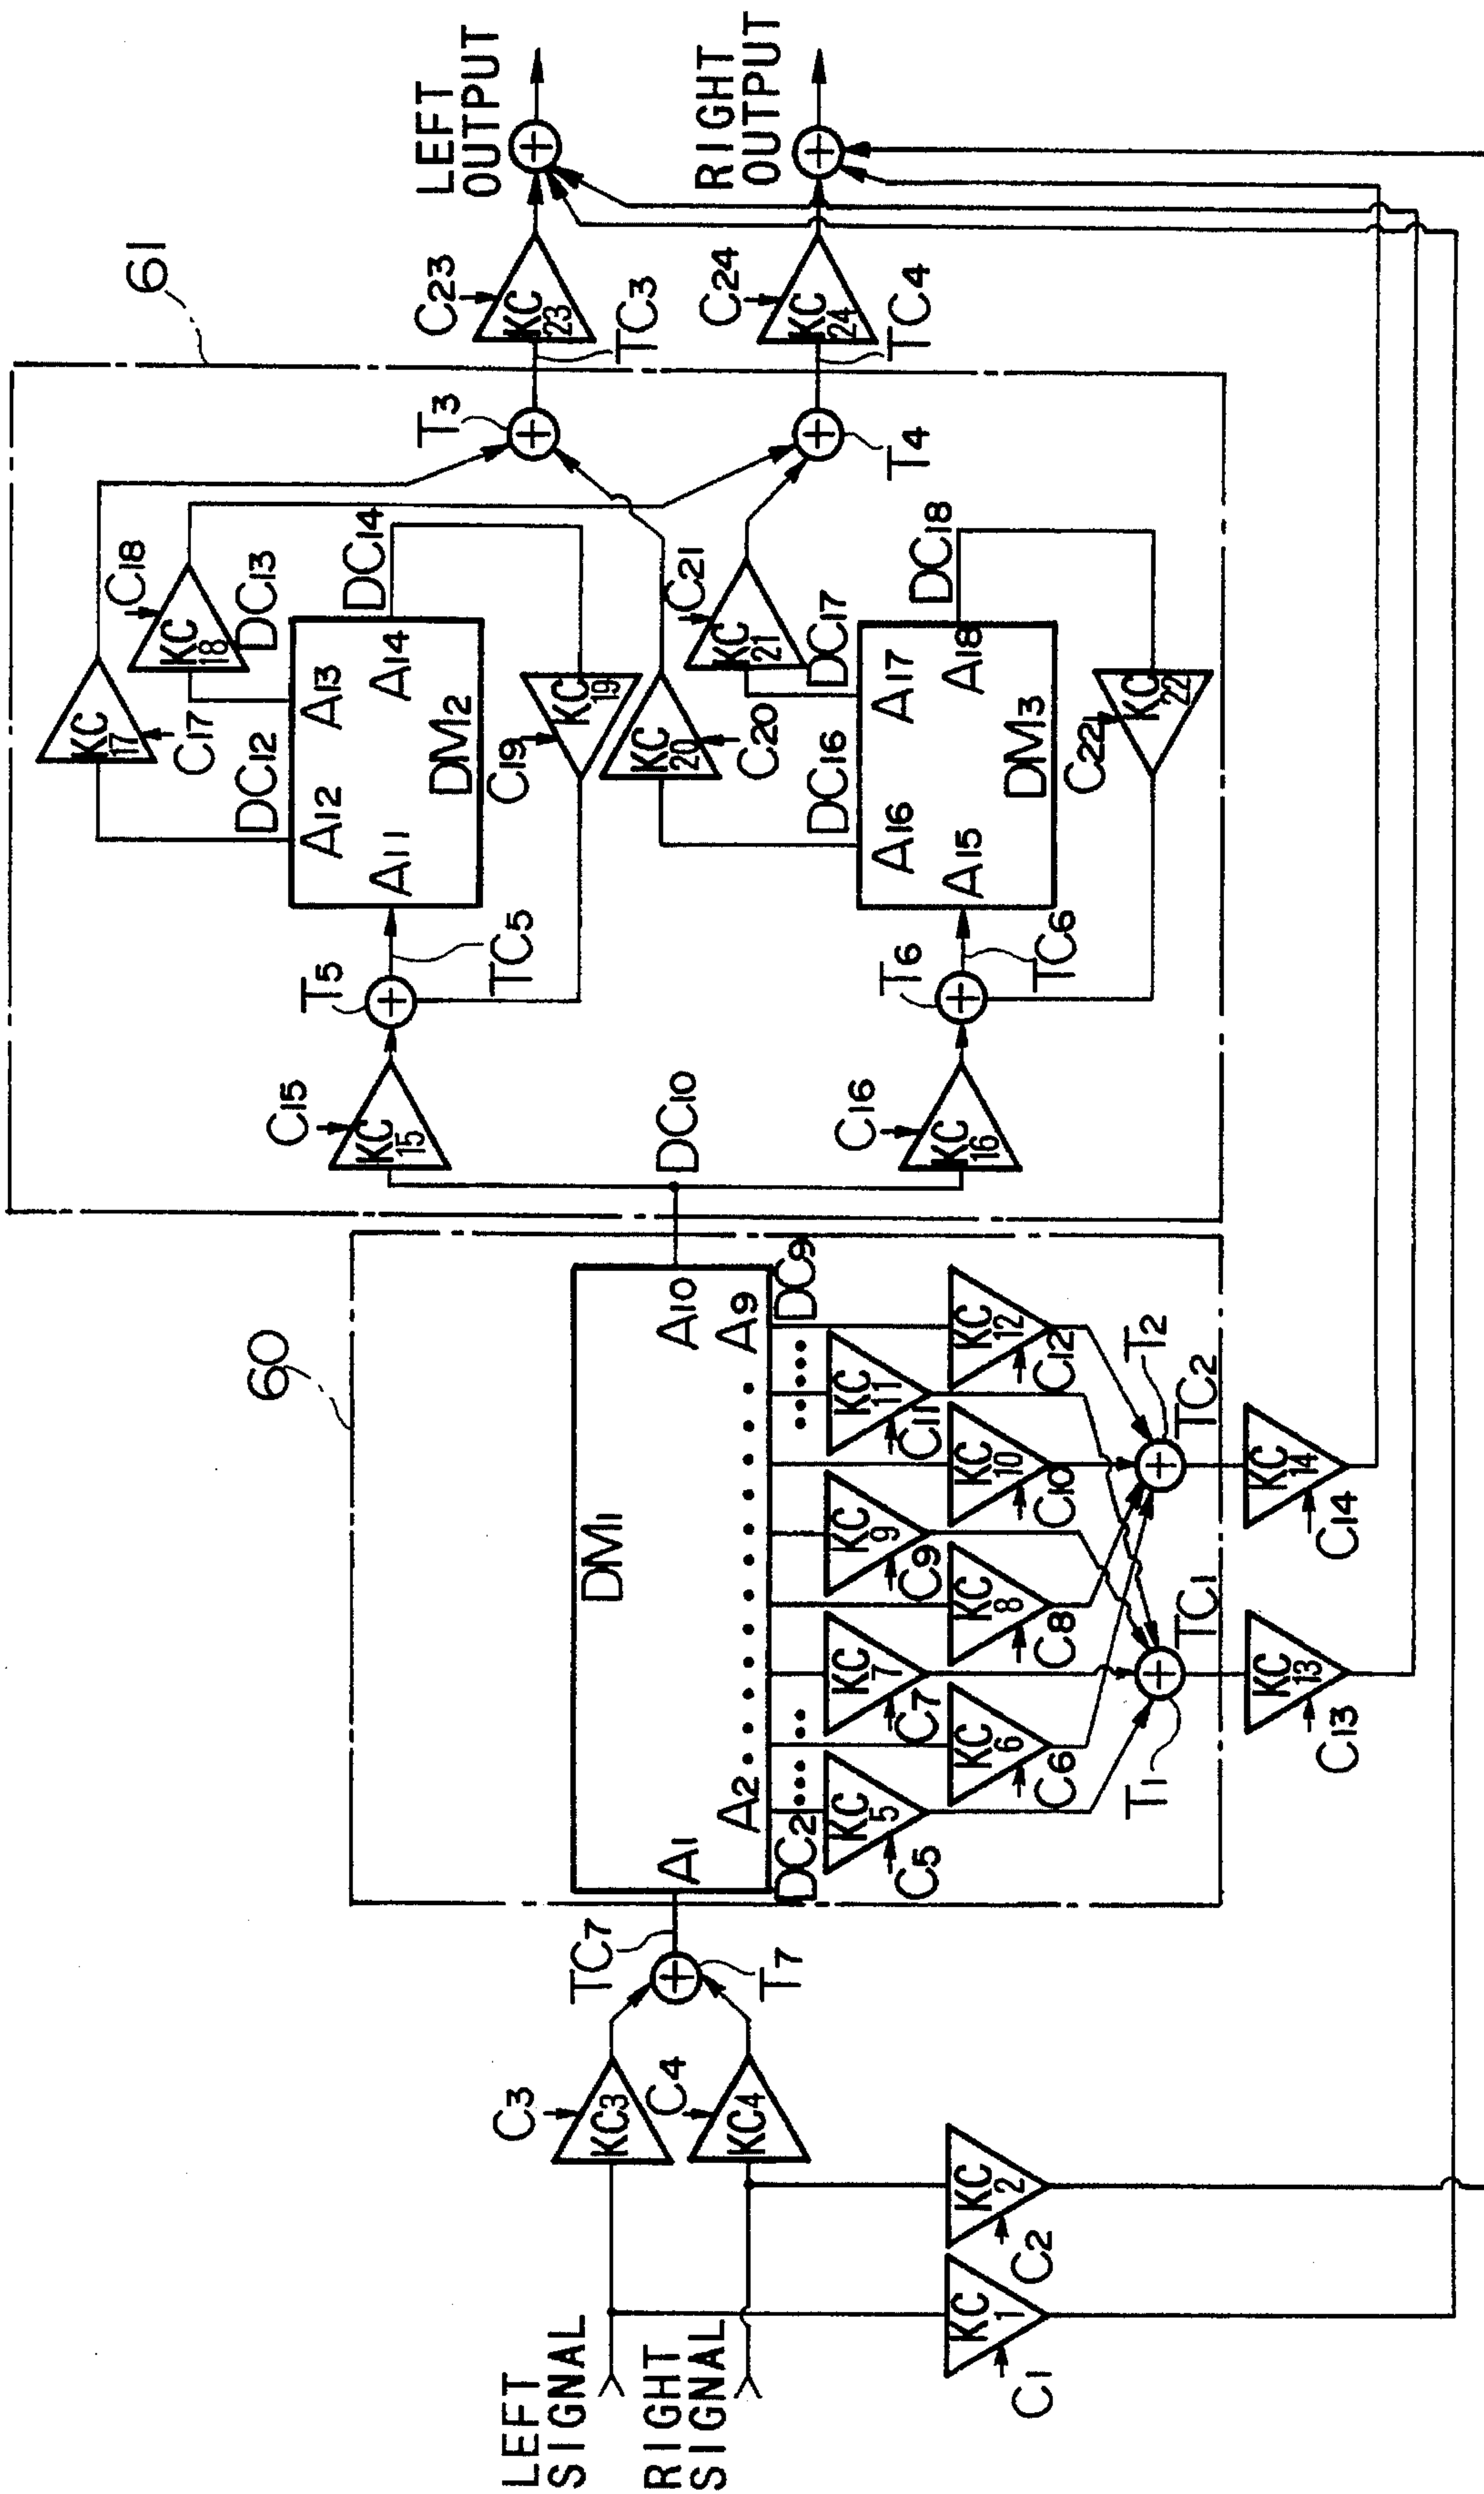 LEFT
SIGNAL
RIGHT
SIGNAL
C1
KC
1
C2
KC
2
C3
KC3
C4
KC4
T7
TC7
60
DM1
A1
A2
A9
A10
DC2
DC9
C5
KC
5
C6
KC
6
C7
KC
7
C8
KC
8
C9
KC
9
C10
KC
10
C11
KC
11
C12
KC
12
T1
TC1
T2
TC2
C13
KC
13
C14
KC
14
61
DC10
C15
KC
15
C16
KC
16
T5
TC5
T6
TC6
DM2
A11
A12
A13
A14
DC12
DC13
DC14
C17
KC
17
C18
KC
18
C19
KC
19
DM3
A15
A16
A17
A18
DC16
DC17
DC18
C20
KC
20
C21
KC
21
C22
KC
22
T3
TC3
T4
TC4
C23
KC
23
C24
KC
24
LEFT
OUTPUT
RIGHT
OUTPUT